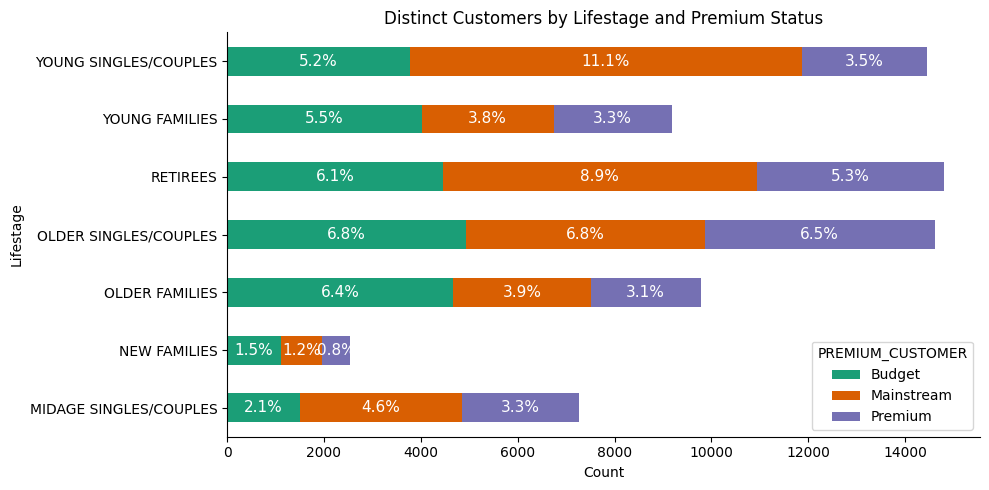 Distinct Customers by Lifestage and Premium Status
YOUNG SINGLES/COUPLES
5.2%
11.1%
3.5%
YOUNG FAMILIES
5.5%
3.8%
3.3%
RETIREES
6.1%
8.9%
5.3%
OLDER SINGLES/COUPLES
6.8%
6.8%
6.5%
OLDER FAMILIES
6.4%
3.9%
3.1%
NEW FAMILIES
1.5%
1.2%
0.8%
MIDAGE SINGLES/COUPLES
2.1%
4.6%
3.3%
Lifestage
PREMIUM_CUSTOMER
Budget
Mainstream
Premium
0 2000 4000 6000 8000 10000 12000 14000
Count